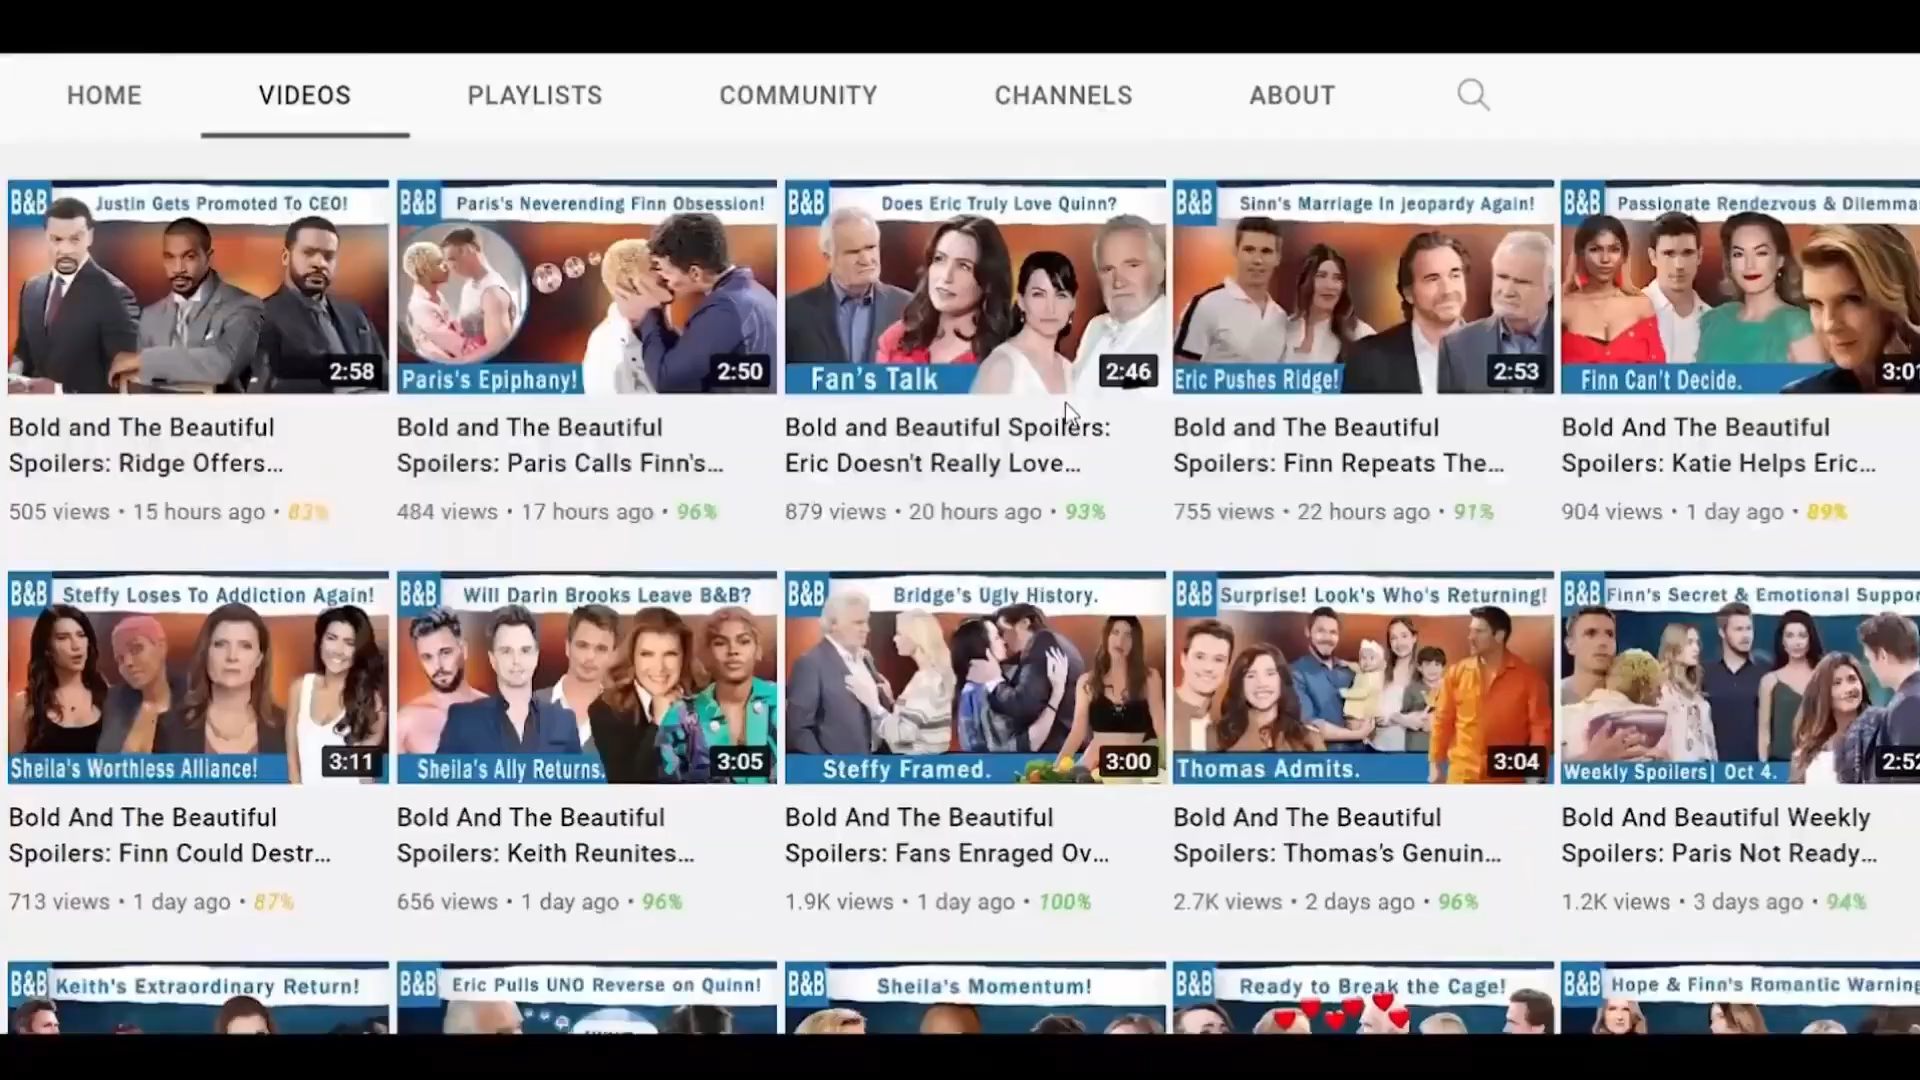 HOME VIDEOS PLAYLISTS COMMUNITY CHANNELS ABOUT
B&B Justin Gets Promoted To CEO!
2:58
Bold and The Beautiful
Spoilers: Ridge Offers...
505 views • 15 hours ago • 83%
B&B Paris's Neverending Finn Obsession!
Paris's Epiphany!
2:50
Bold and The Beautiful
Spoilers: Paris Calls Finn's...
484 views • 17 hours ago • 96%
B&B Does Eric Truly Love Quinn?
Fan's Talk
2:46
Bold and Beautiful Spoilers:
Eric Doesn't Really Love...
879 views • 20 hours ago • 93%
B&B Sinn's Marriage In Jeopardy Again!
Eric Pushes Ridge!
2:53
Bold and The Beautiful
Spoilers: Finn Repeats The...
755 views • 22 hours ago • 91%
B&B Passionate Rendezvous & Dilemma
Finn Can't Decide.
3:01
Bold And The Beautiful
Spoilers: Katie Helps Eric...
904 views • 1 day ago • 89%
B&B Steffy Loses To Addiction Again!
Sheila's Worthless Alliance!
3:11
Bold And The Beautiful
Spoilers: Finn Could Destr...
713 views • 1 day ago • 87%
B&B Will Darin Brooks Leave B&B?
Sheila's Ally Returns.
3:05
Bold And The Beautiful
Spoilers: Keith Reunites...
656 views • 1 day ago • 96%
B&B Bridge's Ugly History.
Steffy Framed.
3:00
Bold And The Beautiful
Spoilers: Fans Enraged Ov...
1.9K views • 1 day ago • 100%
B&B Surprise! Look's Who's Returning!
Thomas Admits.
3:04
Bold And The Beautiful
Spoilers: Thomas's Genuin...
2.7K views • 2 days ago • 96%
B&B Finn's Secret & Emotional Suppor
Weekly Spoilers| Oct 4.
2:52
Bold And Beautiful Weekly
Spoilers: Paris Not Ready...
1.2K views • 3 days ago • 94%
B&B Keith's Extraordinary Return!
B&B Eric Pulls UNO Reverse on Quinn!
B&B Sheila's Momentum!
B&B Ready to Break the Cage!
B&B Hope & Finn's Romantic Warning